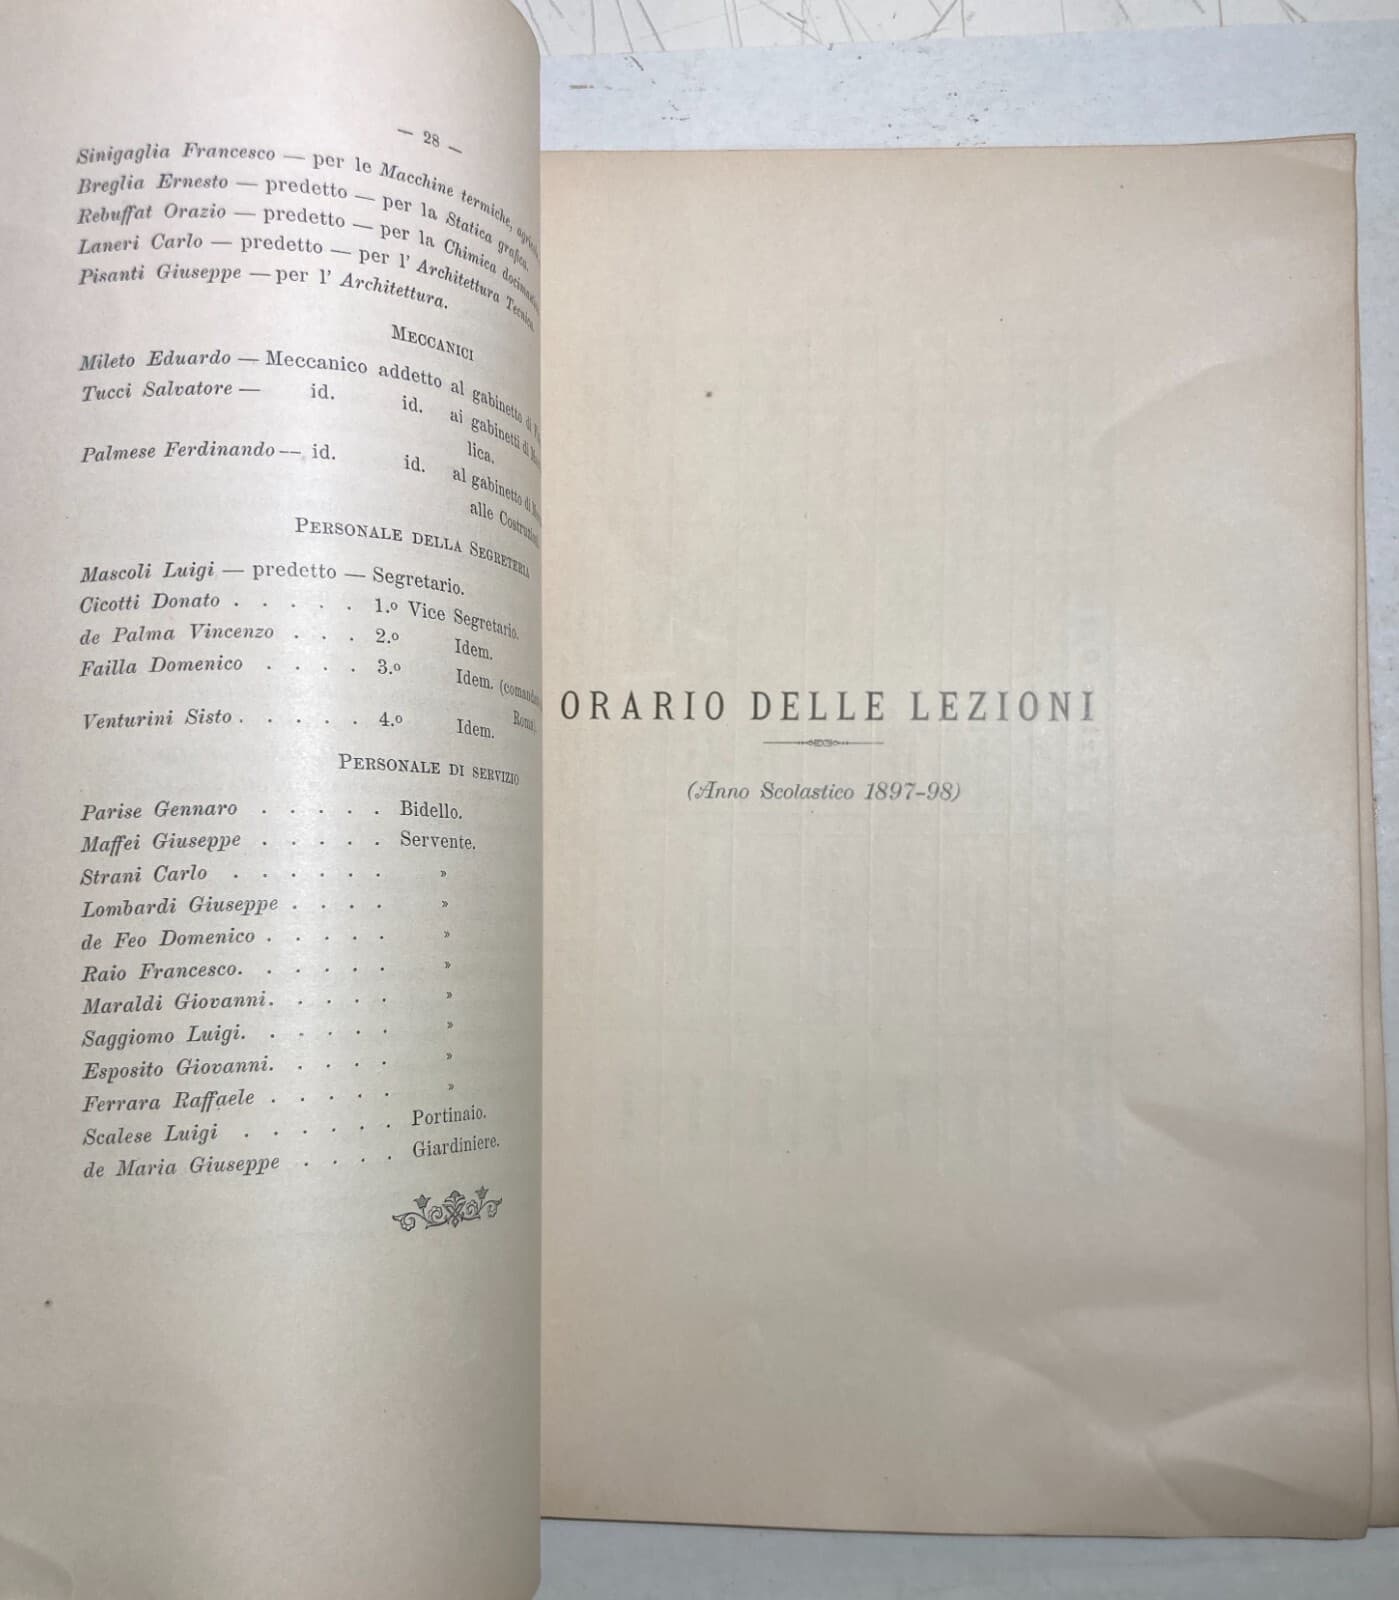 — 28 —
Sinigaglia Francesco — per le Macchine termiche,
Breglia Ernesto — predetto — per la Statica grafica.
Rebuffat Orazio — predetto — per la Chimica
Laneri Carlo — predetto — per l' Architettura Tecnica.
Pisanti Giuseppe — per l' Architettura.
MECCANICI
Mileto Eduardo — Meccanico addetto al gabinetto di
Tucci Salvatore — id. id. ai gabinetti di
lica.
Palmese Ferdinando — id. id. al gabinetto di
alle
PERSONALE DELLA SEGRETERIA
Mascoli Luigi — predetto — Segretario.
Cicotti Donato . . . . . 1.º Vice Segretario.
de Palma Vincenzo . . . 2.º Idem.
Failla Domenico . . . . 3.º Idem.
Roma.
Venturini Sisto . . . . . 4.º Idem.
PERSONALE DI SERVIZIO
Parise Gennaro . . . . . Bidello.
Maffei Giuseppe . . . . . Servente.
Strani Carlo . . . . . . »
Lombardi Giuseppe . . . . »
de Feo Domenico . . . . . »
Raio Francesco. . . . . . »
Maraldi Giovanni. . . . . »
Saggiomo Luigi. . . . . . »
Esposito Giovanni. . . . . »
Ferrara Raffaele . . . . . »
Scalese Luigi . . . . . . Portinaio.
de Maria Giuseppe . . . . Giardiniere.
ORARIO DELLE LEZIONI
(Anno Scolastico 1897-98)